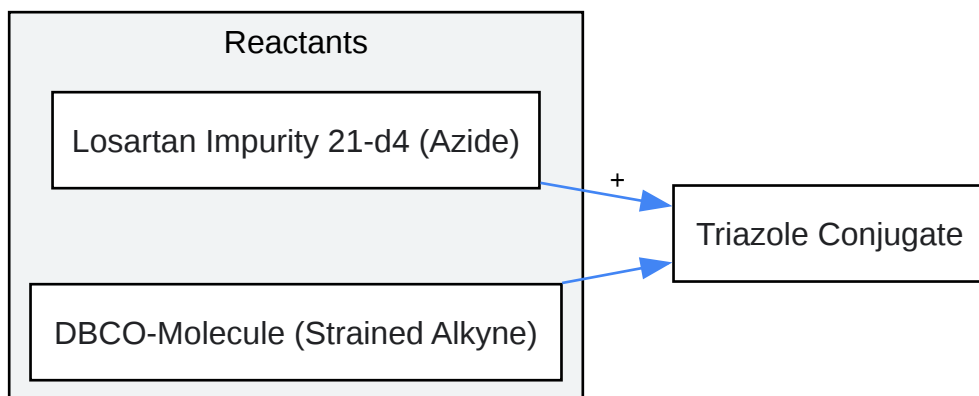 Reactants
Losartan Impurity 21-d4 (Azide)
+
Triazole Conjugate
DBCO-Molecule (Strained Alkyne)